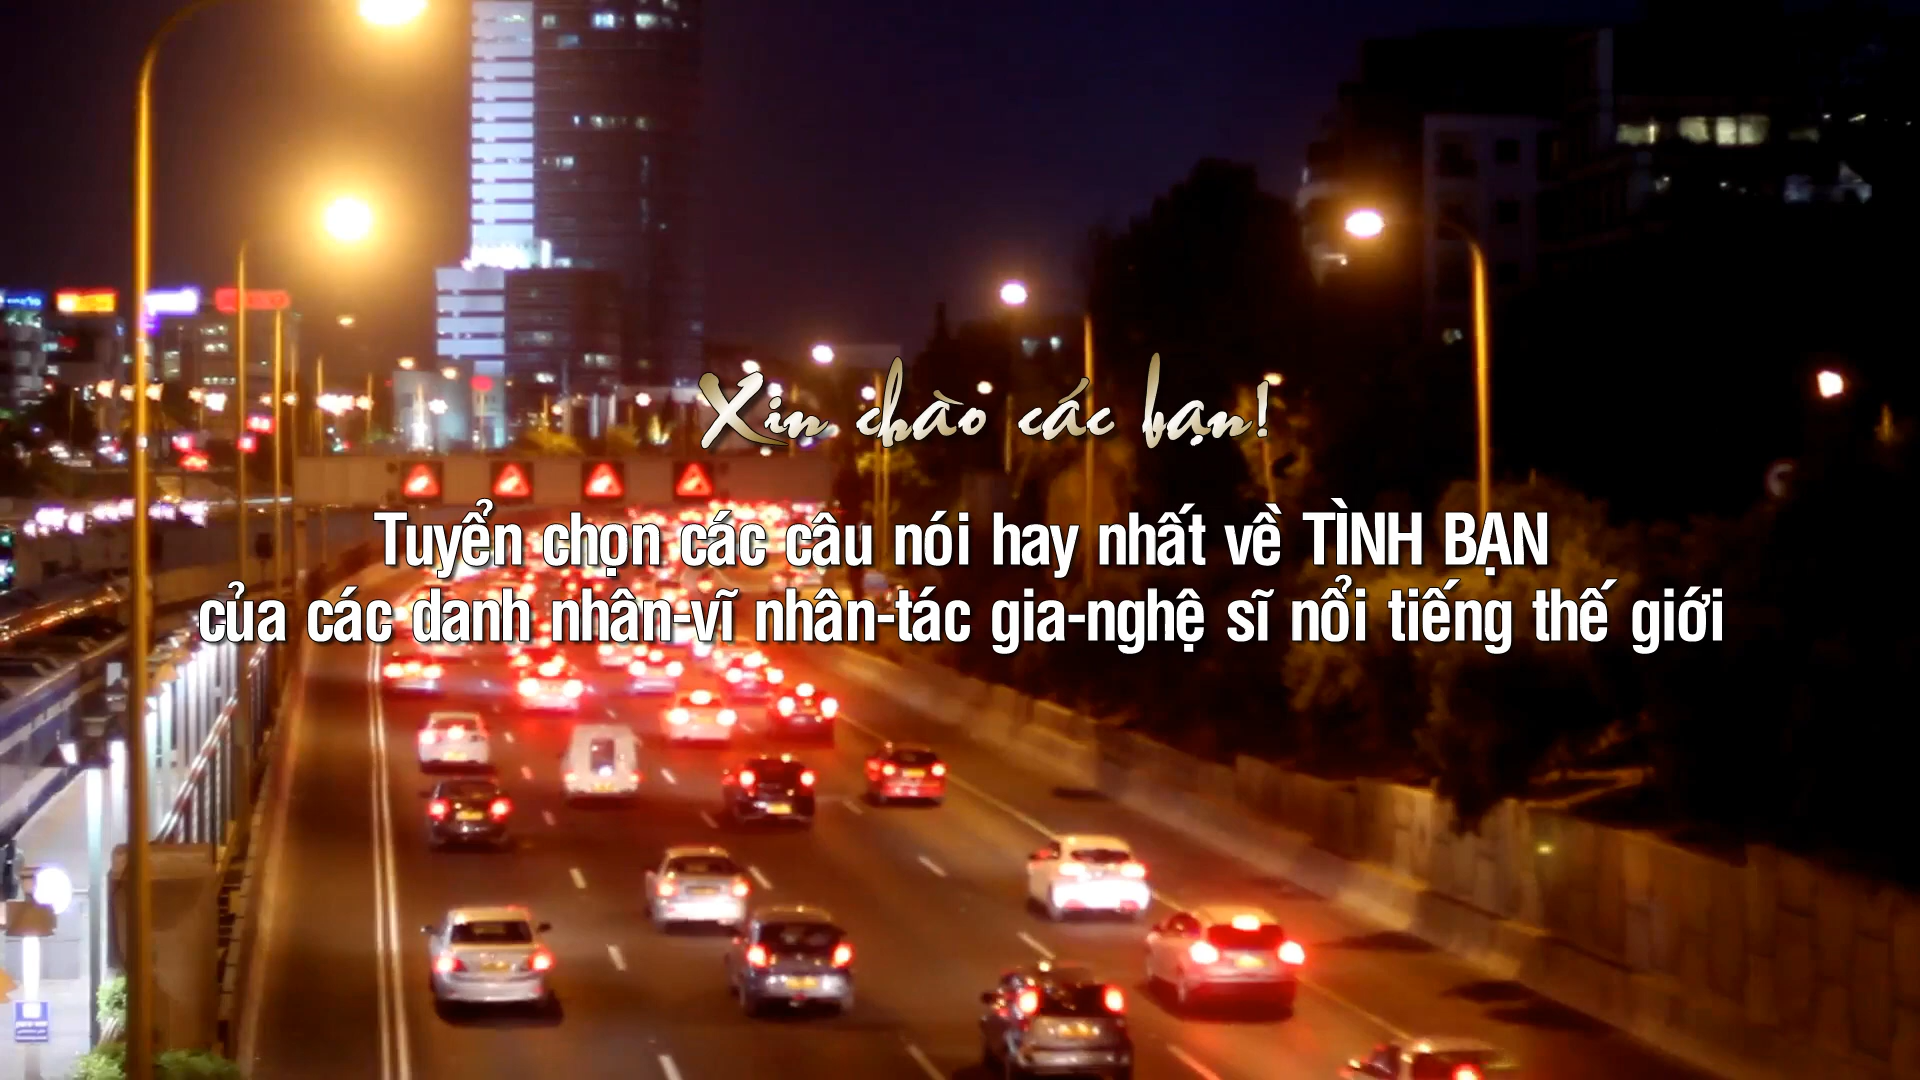 Xin chào các bạn!
Tuyển chọn các câu nói hay nhất về TÌNH BẠN
của các danh nhân-vĩ nhân-tác gia-nghệ sĩ nổi tiếng thế giới